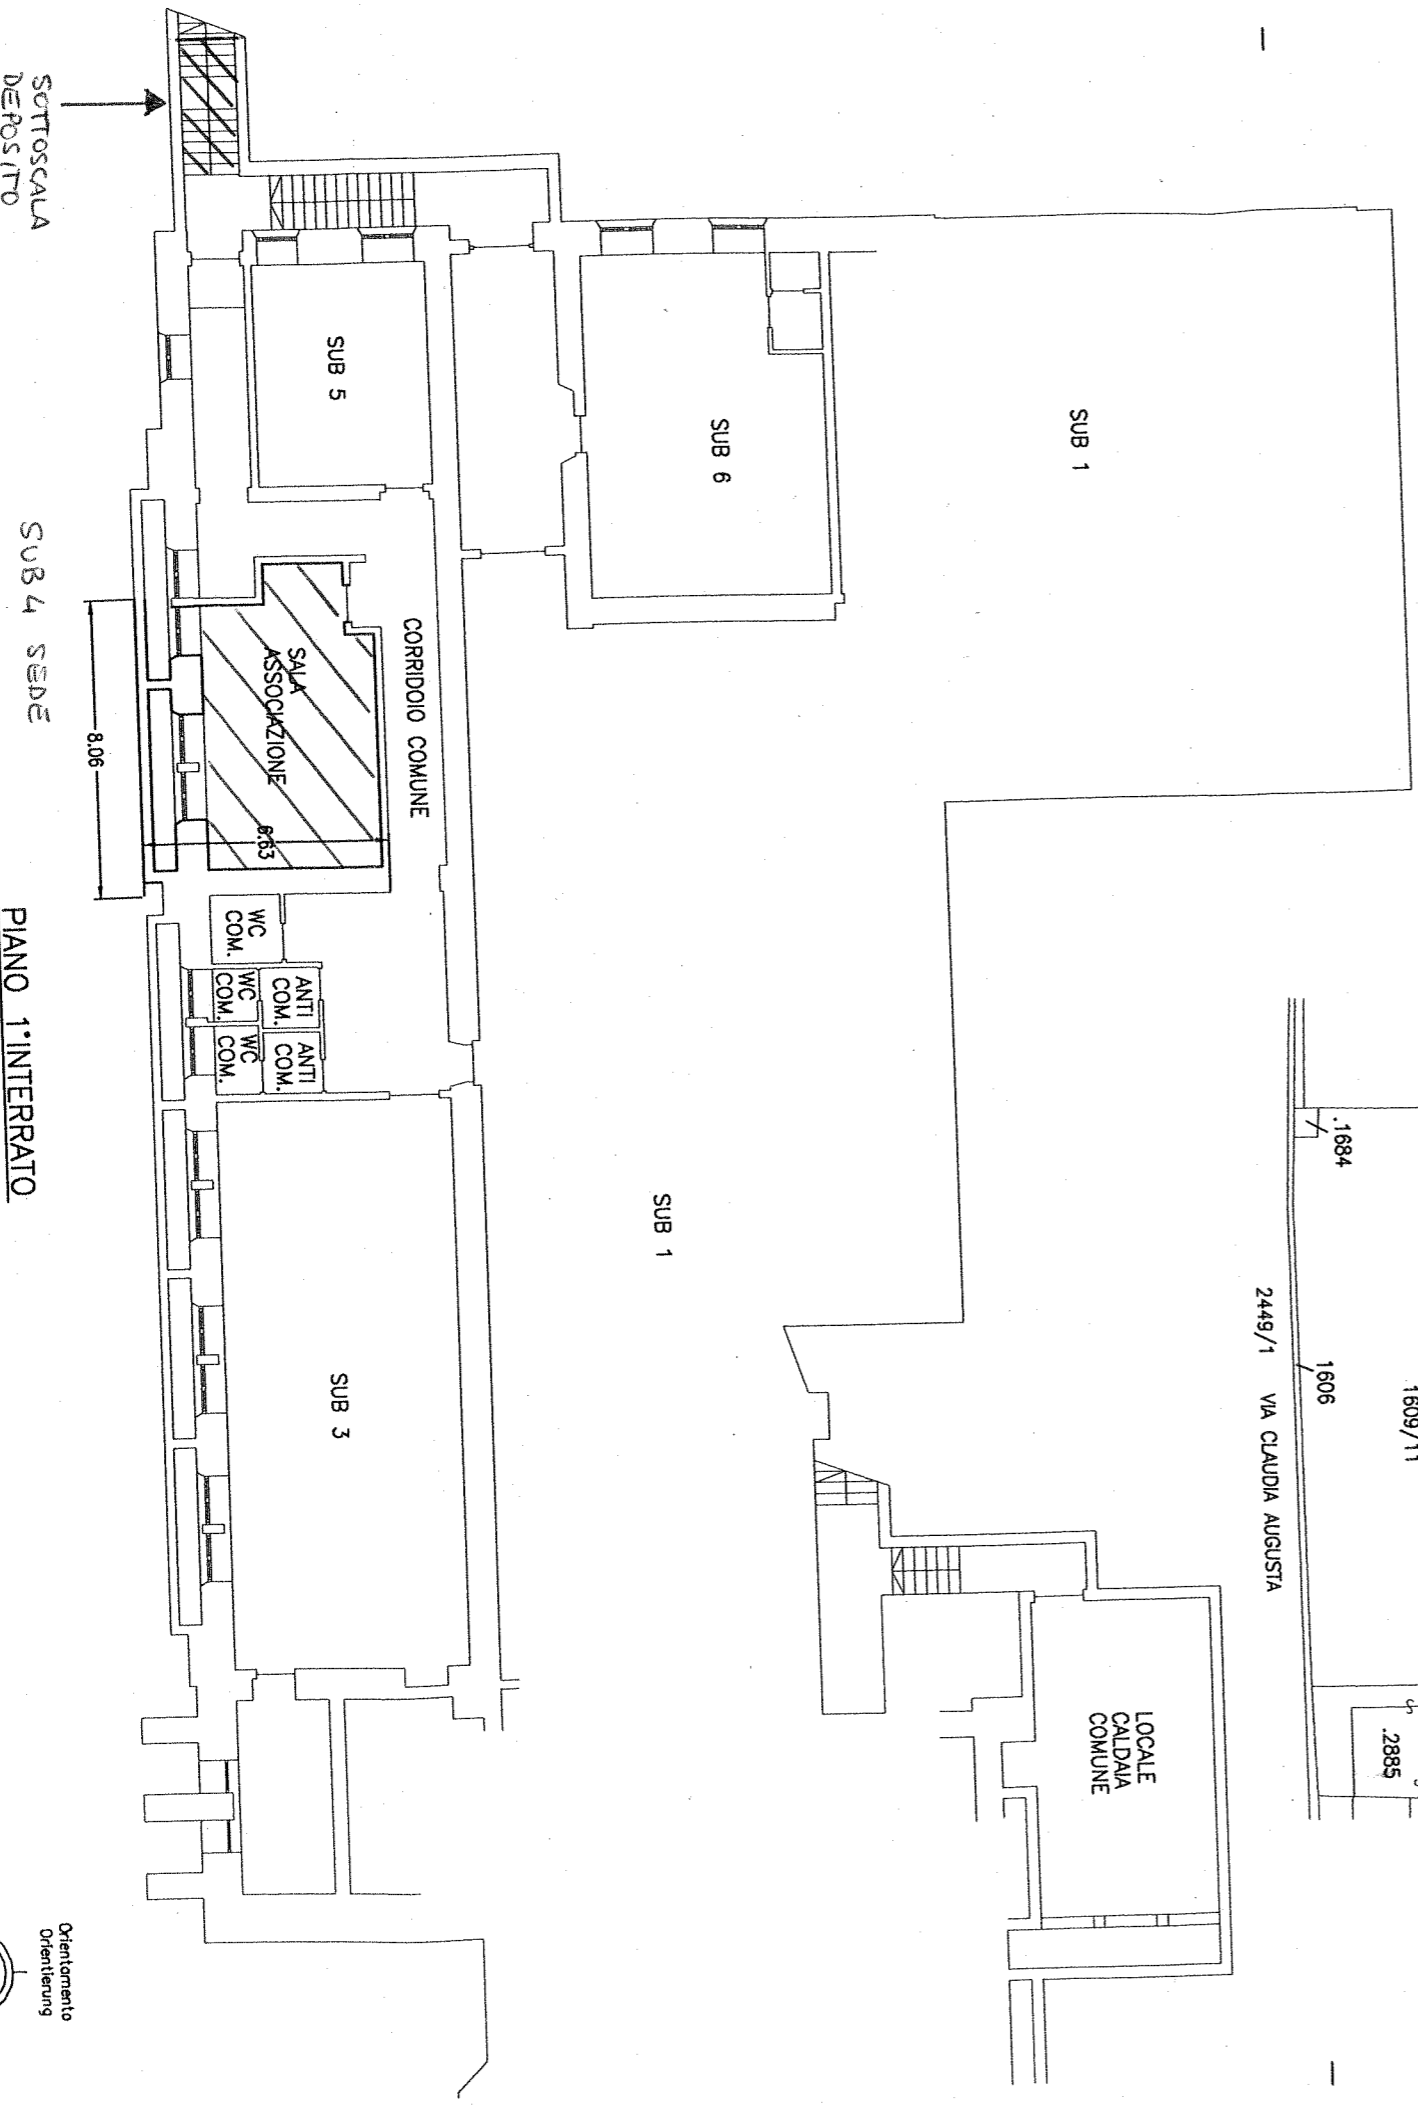 1609/11
.2885
.1684
1606
2449/1 VIA CLAUDIA AUGUSTA
SUB 1
LOCALE
CALDAIA
COMUNE
SUB 6
SUB 1
SUB 5
CORRIDOIO COMUNE
SALA
ASSOCIAZIONE
6.63
8.06
WC
COM.
ANTI
COM.
ANTI
COM.
WC
COM.
WC
COM.
SUB 3
SOTTOSCALA
DEPOSITO
SUB 4 SEDE
PIANO 1°INTERRATO
Orientamento
Orientierung